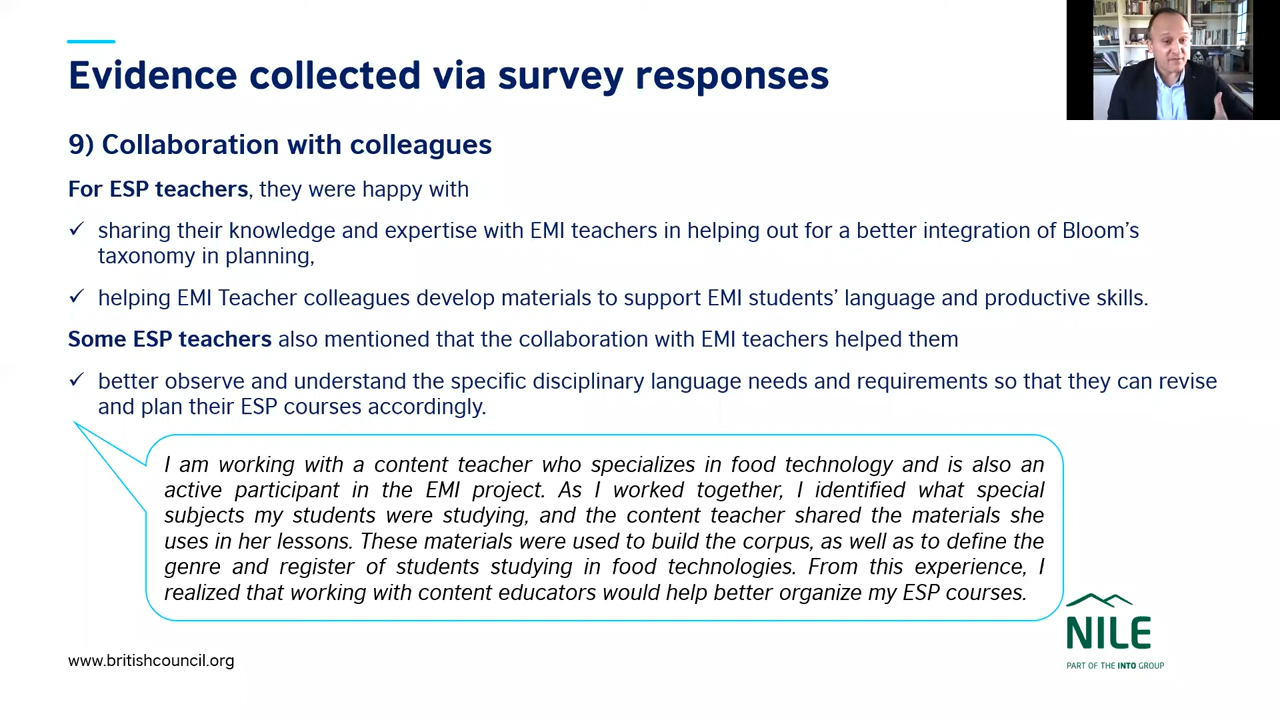 Evidence collected via survey responses
9) Collaboration with colleagues
For ESP teachers, they were happy with
✓ sharing their knowledge and expertise with EMI teachers in helping out for a better integration of Bloom's
taxonomy in planning,
✓ helping EMI Teacher colleagues develop materials to support EMI students' language and productive skills.
Some ESP teachers also mentioned that the collaboration with EMI teachers helped them
✓ better observe and understand the specific disciplinary language needs and requirements so that they can revise
and plan their ESP courses accordingly.
I am working with a content teacher who specializes in food technology and is also an
active participant in the EMI project. As I worked together, I identified what special
subjects my students were studying, and the content teacher shared the materials she
uses in her lessons. These materials were used to build the corpus, as well as to define the
genre and register of students studying in food technologies. From this experience, I
realized that working with content educators would help better organize my ESP courses.
NILE
PART OF THE INTO GROUP
www.britishcouncil.org